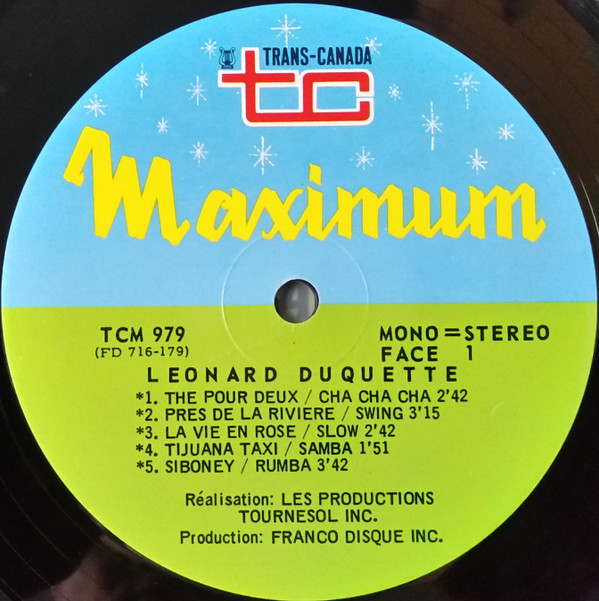 TRANS-CANADA
tc
Maximum
TCM 979
(FD 716-179)
MONO = STEREO
FACE 1
LEONARD DUQUETTE
*1. THE POUR DEUX / CHA CHA CHA 2'42
*2. PRES DE LA RIVIERE / SWING 3'15
*3. LA VIE EN ROSE / SLOW 2'42
*4. TIJUANA TAXI / SAMBA 1'51
*5. SIBONEY / RUMBA 3'42
Réalisation: LES PRODUCTIONS
TOURNESOL INC.
Production: FRANCO DISQUE INC.